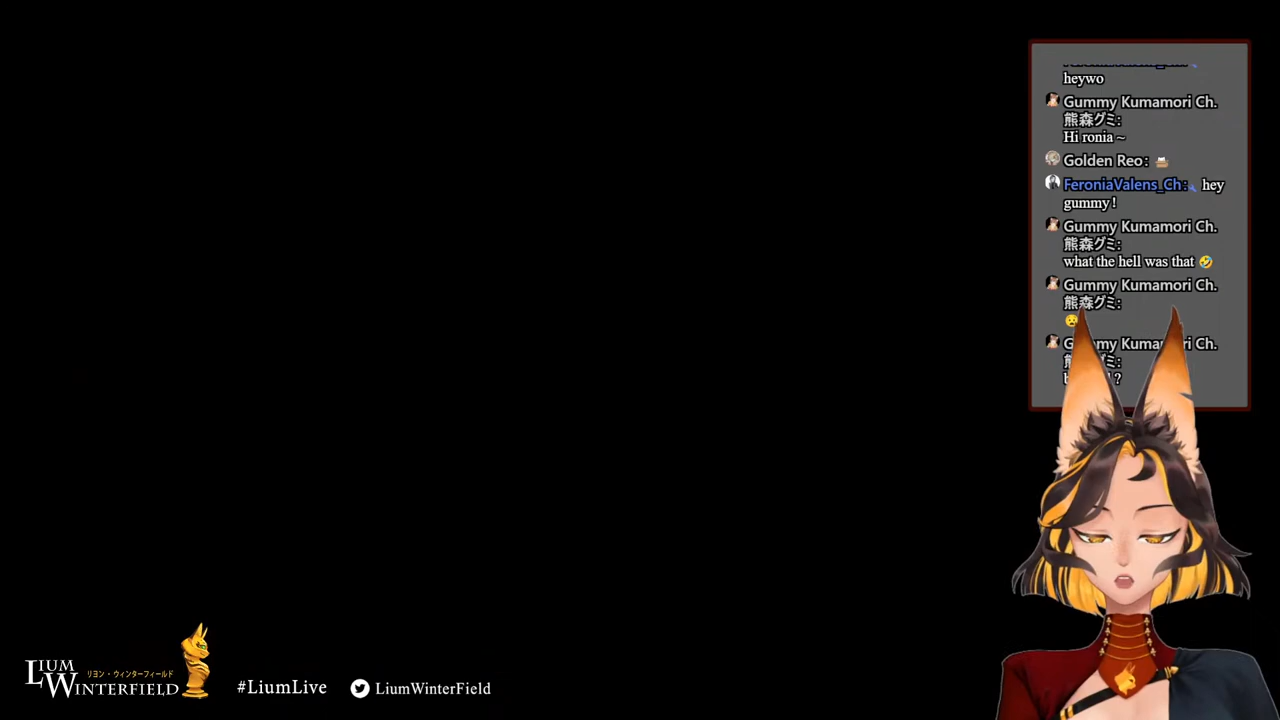 heywo
Gummy Kumamori Ch.
熊森グミ:
Hi ronia ~
Golden Reo:
FeroniaValens_Ch: hey
gummy!
Gummy Kumamori Ch.
熊森グミ:
what the hell was that
Gummy Kumamori Ch.
熊森グミ:
Ch.
?
LIUM
WINTERFIELD
リヨン・ウィンターフィールド
#LiumLive
LiumWinterField